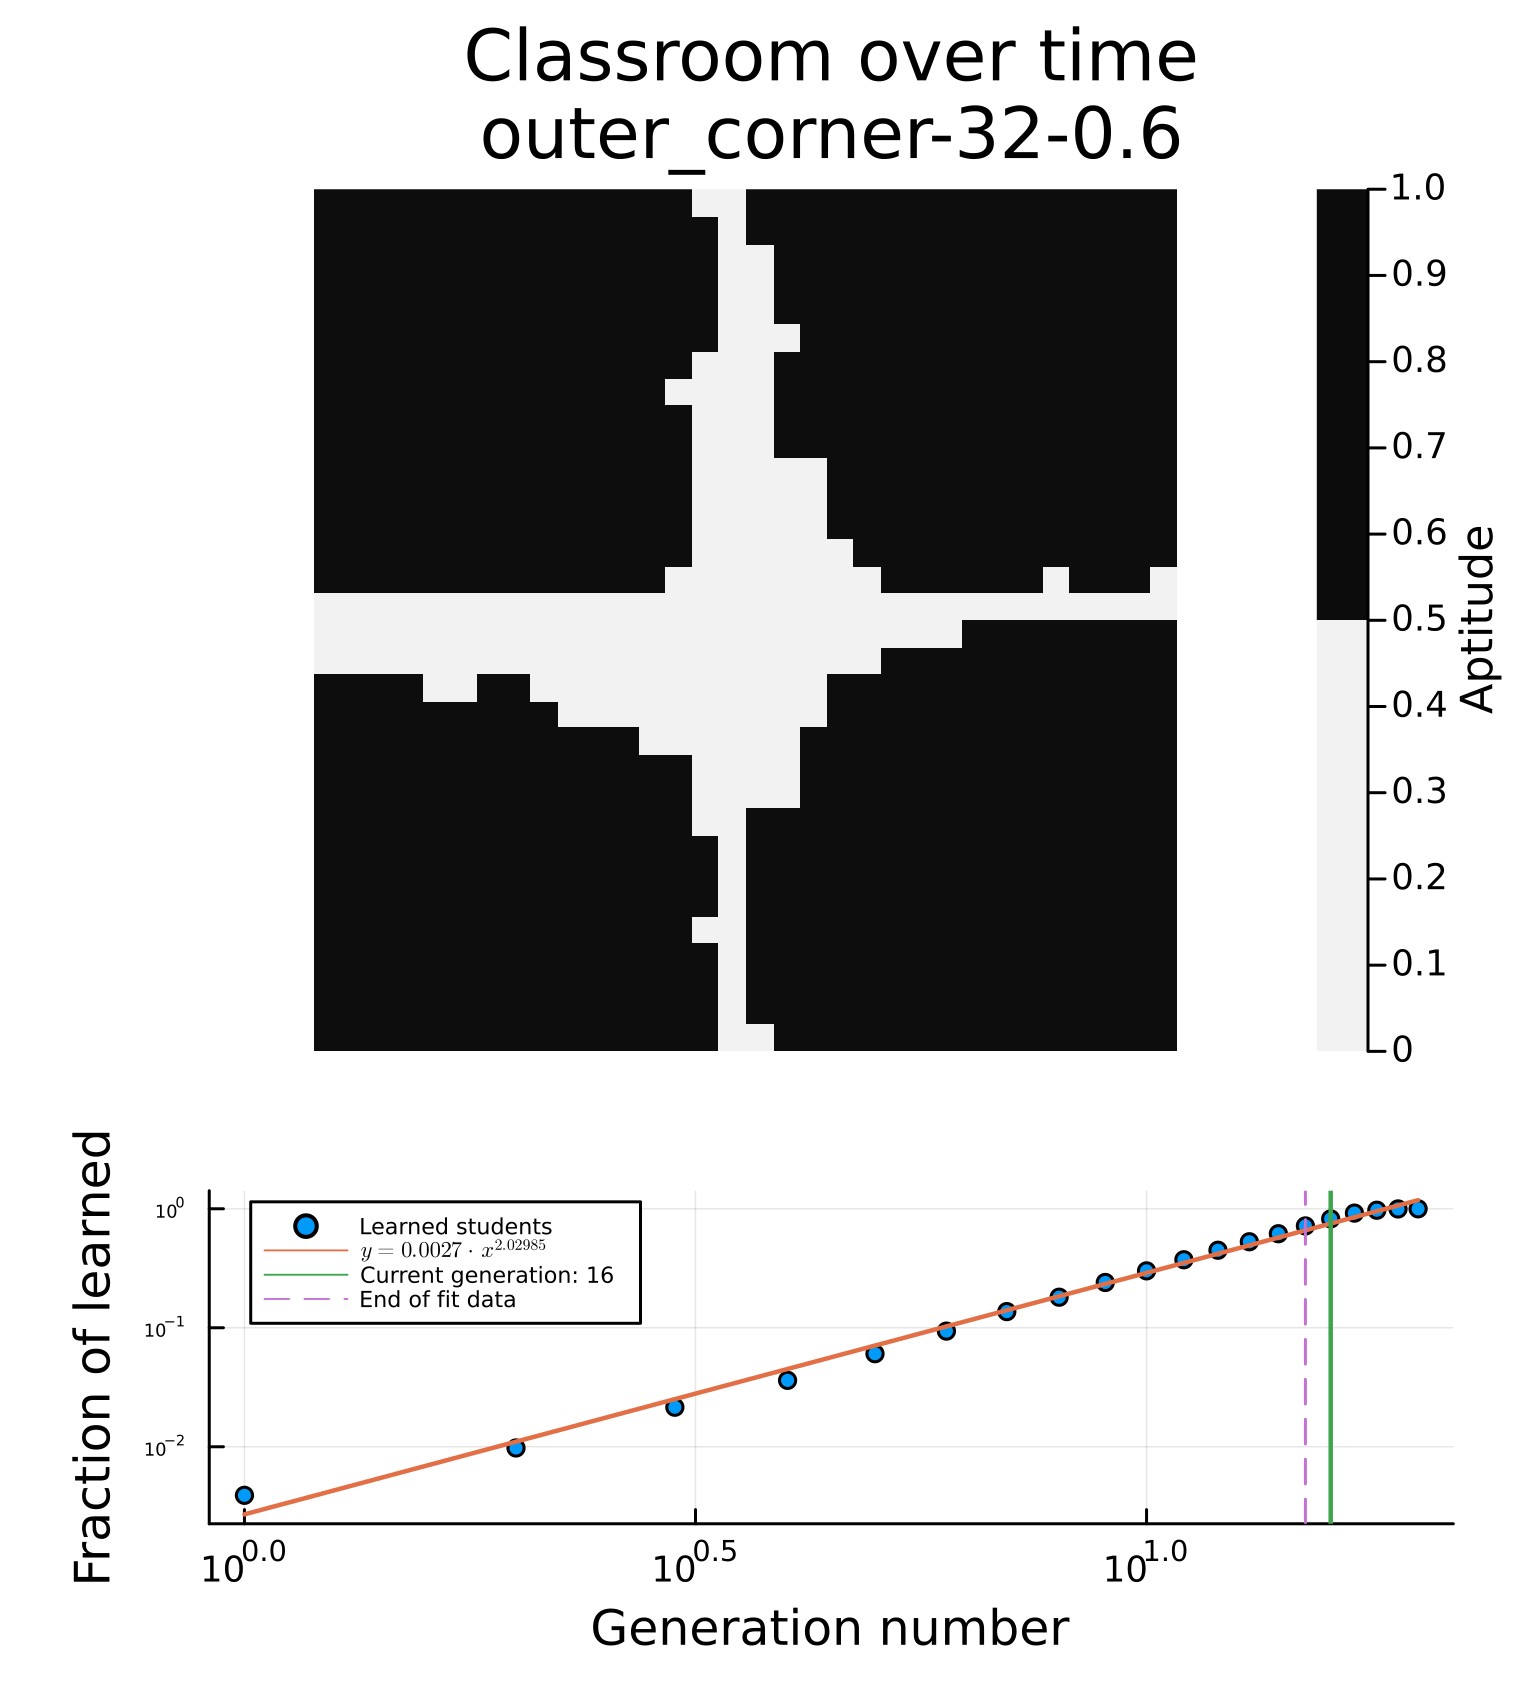 Classroom over time
outer_corner-32-0.6
1.0
0.9
0.8
0.7
0.6
0.5
0.4
0.3
0.2
0.1
0
Aptitude
Fraction of learned
10⁰
10⁻¹
10⁻²
Learned students
y = 0.0027 · x^2.02985
Current generation: 16
End of fit data
10^0.0
10^0.5
10^1.0
Generation number